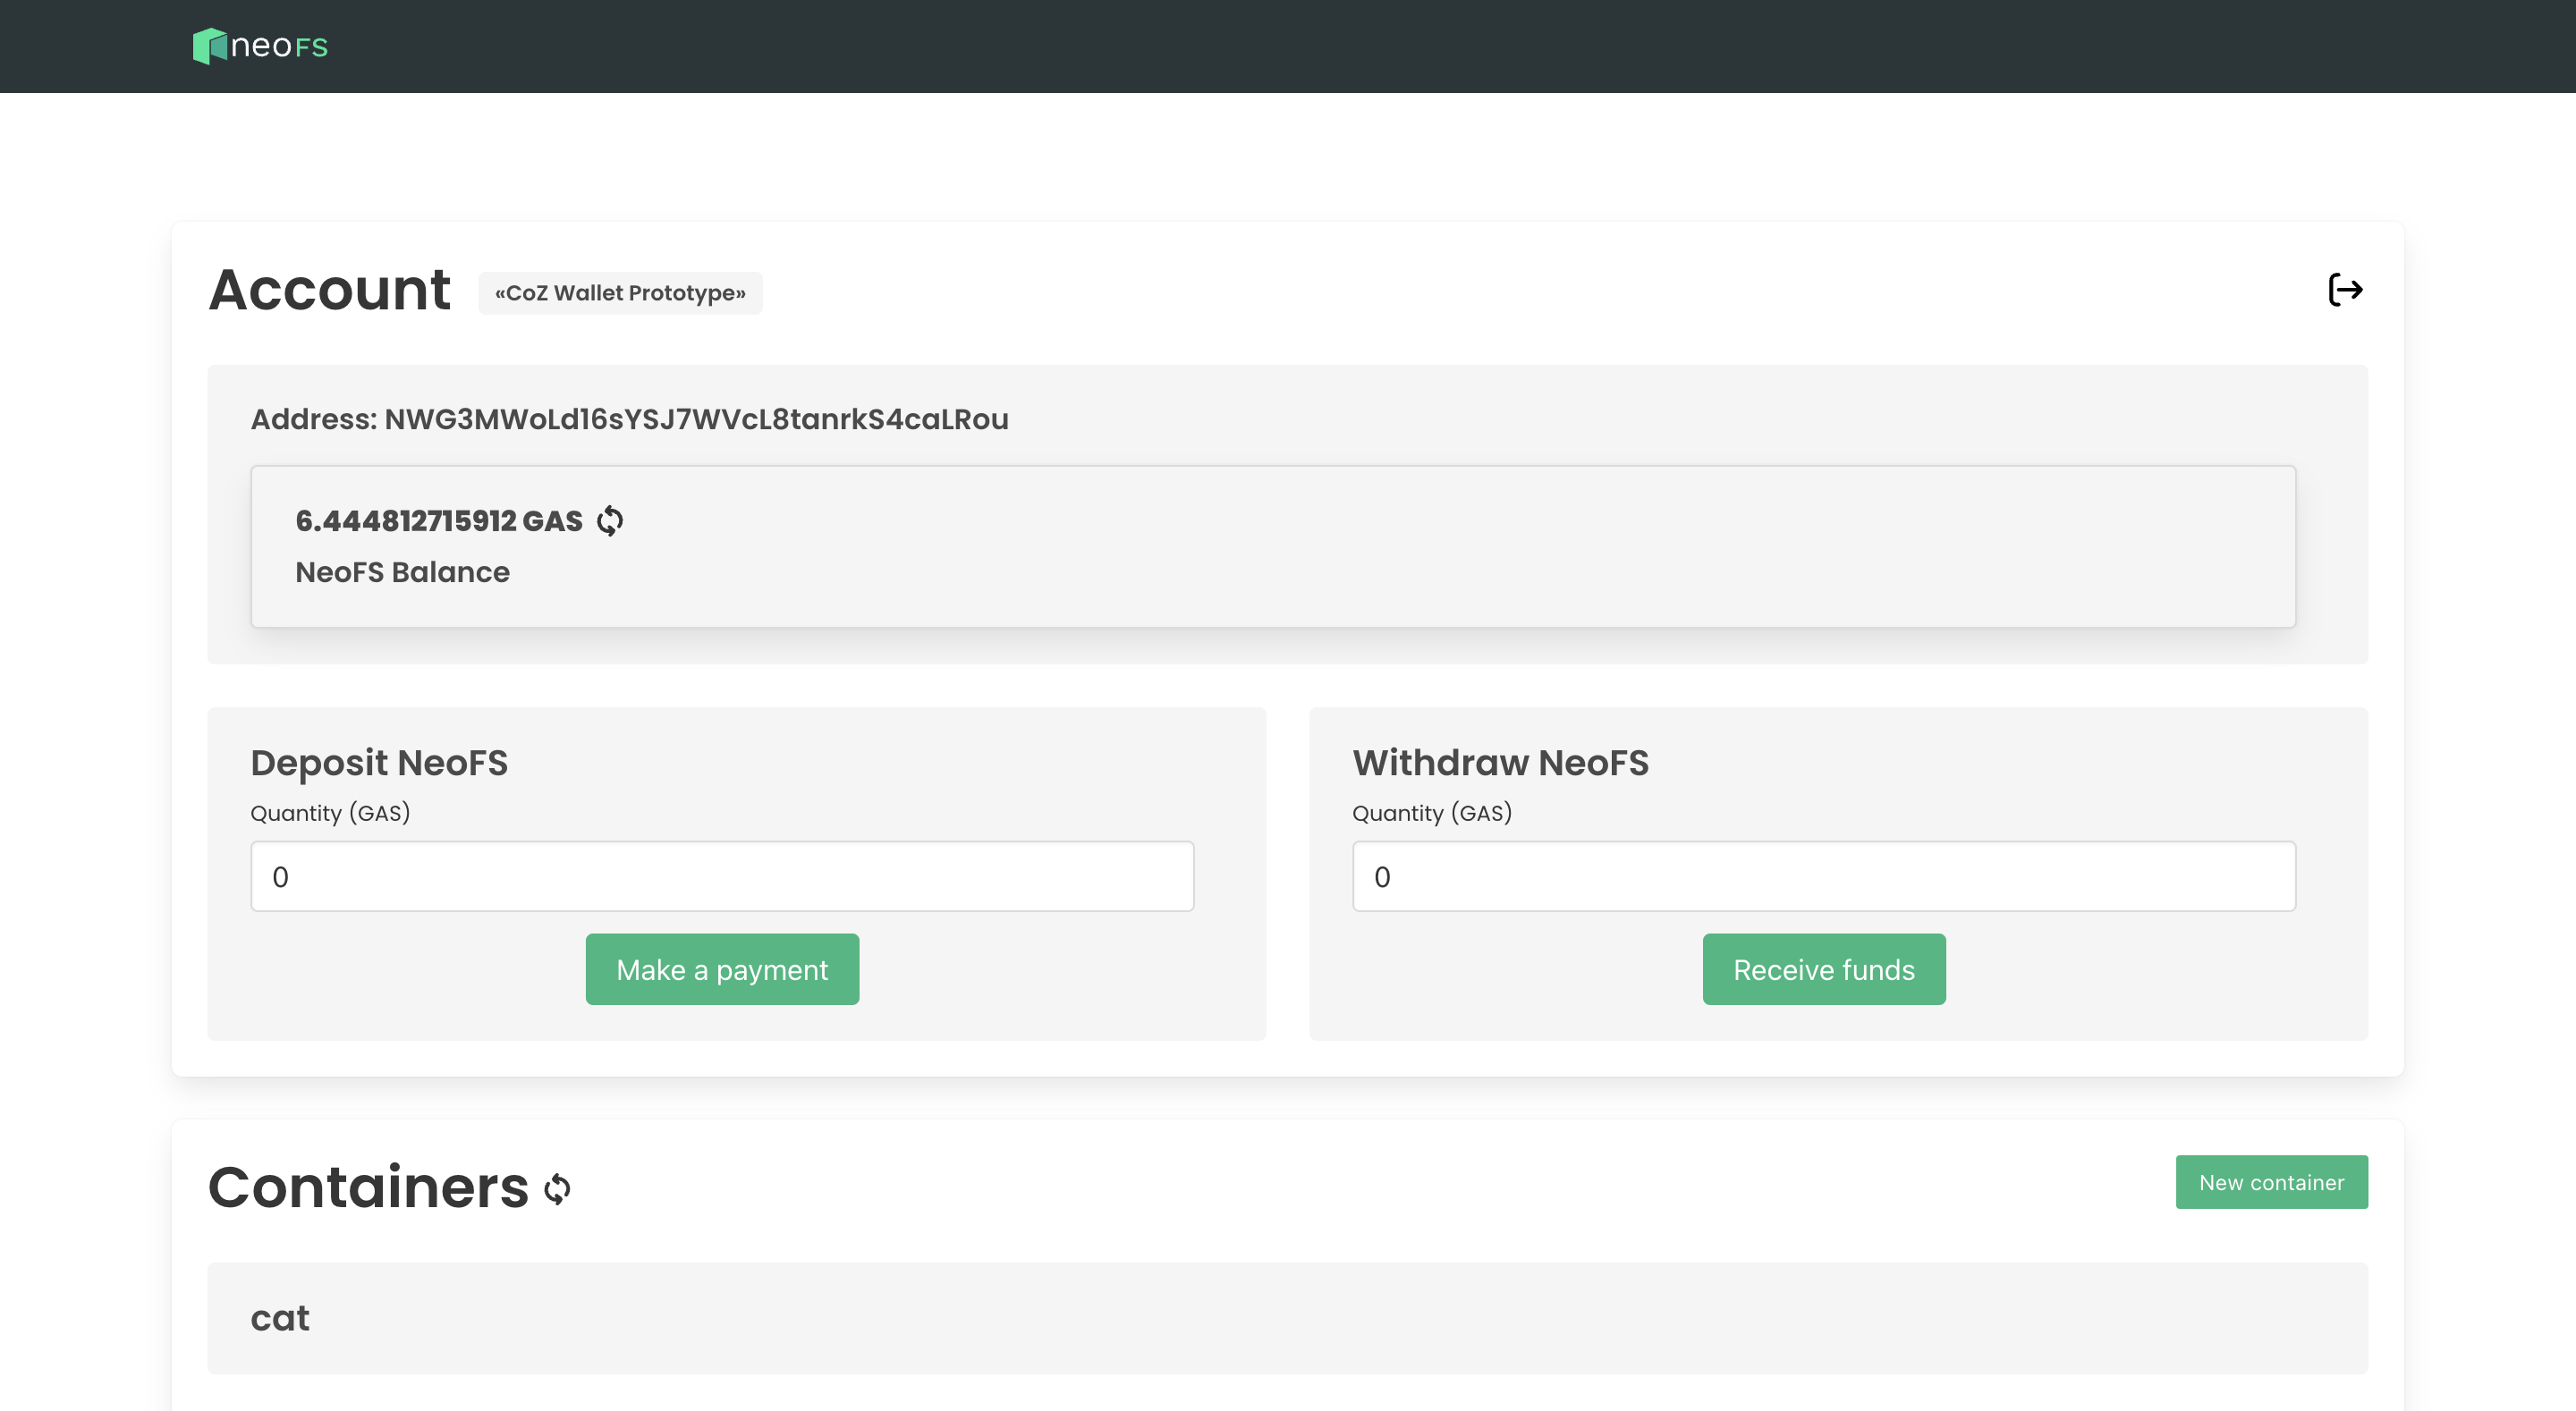 neoFS
Account
«CoZ Wallet Prototype»
Address: NWG3MWoLd16sYSJ7WVcL8tanrkS4caLRou
6.444812715912 GAS
NeoFS Balance
Deposit NeoFS
Quantity (GAS)
0
Make a payment
Withdraw NeoFS
Quantity (GAS)
0
Receive funds
Containers
New container
cat